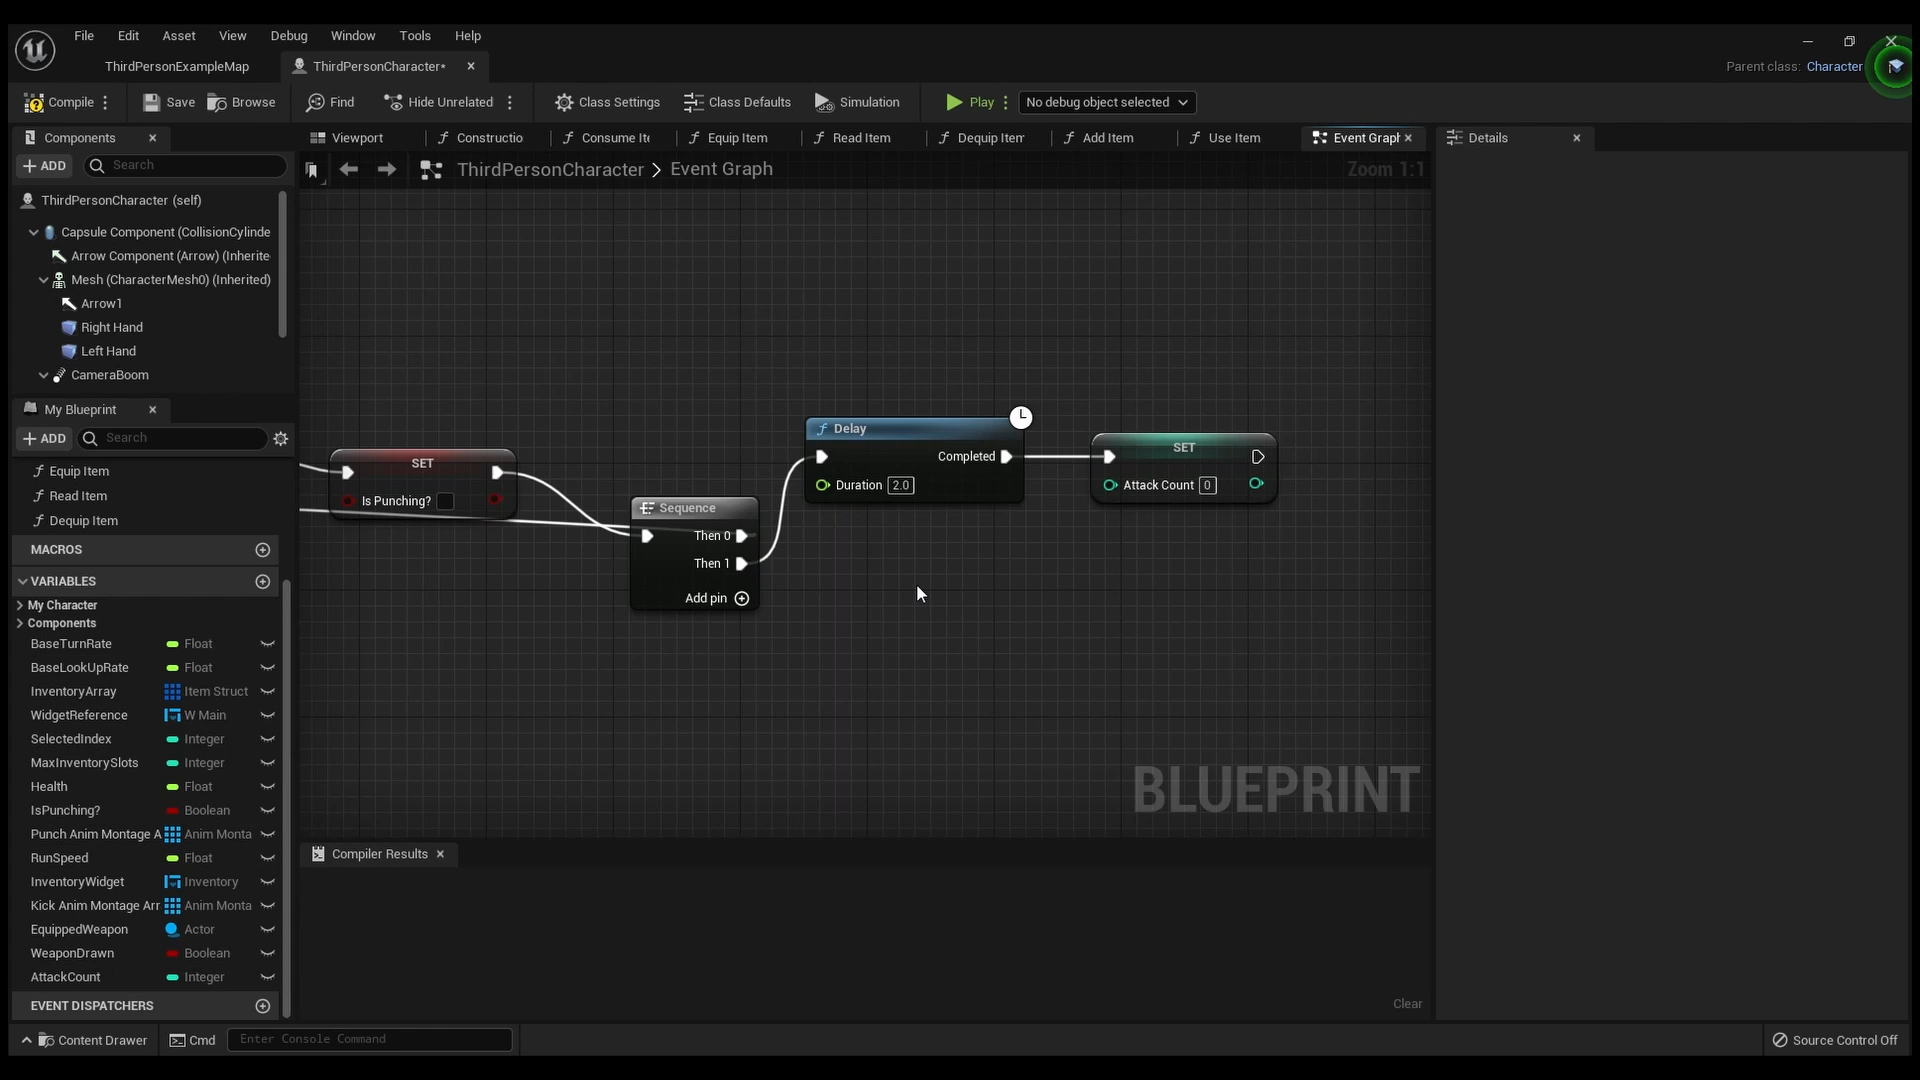 File Edit Asset View Debug Window Tools Help
ThirdPersonExampleMap
ThirdPersonCharacter*
Parent class: Character
Compile
Save
Browse
Find
Hide Unrelated
Class Settings
Class Defaults
Simulation
Play
No debug object selected
Components
Viewport
Constructio
Consume Ite
Equip Item
Read Item
Dequip Iter
Add Item
Use Item
Event Graph
Details
ADD
Search
ThirdPersonCharacter > Event Graph
Zoom 1:1
ThirdPersonCharacter (self)
Capsule Component (CollisionCylinde
Arrow Component (Arrow) (Inherite
Mesh (CharacterMesh0) (Inherited)
Arrow1
Right Hand
Left Hand
CameraBoom
My Blueprint
ADD
Search
Equip Item
Read Item
Dequip Item
MACROS
VARIABLES
My Character
Components
BaseTurnRate Float
BaseLookUpRate Float
InventoryArray Item Struct
WidgetReference W Main
SelectedIndex Integer
MaxInventorySlots Integer
Health Float
IsPunching? Boolean
Punch Anim Montage A Anim Monta
RunSpeed Float
InventoryWidget Inventory
Kick Anim Montage Arr Anim Monta
EquippedWeapon Actor
WeaponDrawn Boolean
AttackCount Integer
EVENT DISPATCHERS
SET
Is Punching?
Sequence
Then 0
Then 1
Add pin
Delay
Completed
Duration 2.0
SET
Attack Count 0
BLUEPRINT
Compiler Results
Clear
Content Drawer
Cmd
Enter Console Command
Source Control Off